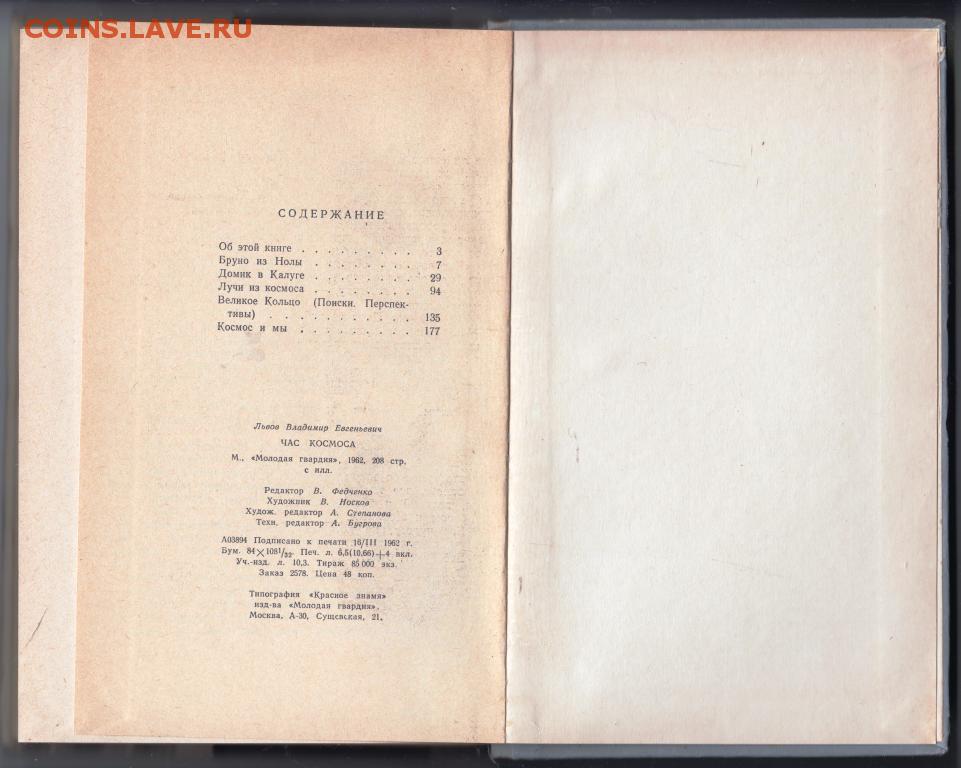 COINS.LAVE.RU
СОДЕРЖАНИЕ
Об этой книге . . . . . . . . . 3
Бруно из Нолы . . . . . . . . 7
Домик в Калуге . . . . . . . . 29
Лучи из космоса . . . . . . . . 94
Великое Кольцо (Поиски. Перспек-
тивы) . . . . . . . . . . . 135
Космос и мы . . . . . . . . . 177
Львов Владимир Евгеньевич
ЧАС КОСМОСА
М., «Молодая гвардия», 1962, 208 стр.
с илл.
Редактор В. Федченко
Художник В. Носков
Худож. редактор А. Степанова
Техн. редактор А. Бугрова
А03894 Подписано к печати 16/III 1962 г.
Бум. 84×108¹/₃₂. Печ. л. 6,5(10,66)+4 вкл.
Уч.-изд. л. 10,3. Тираж 85 000 экз.
Заказ 2578. Цена 48 коп.
Типография «Красное знамя»
изд-ва «Молодая гвардия».
Москва, А-30, Сущевская, 21.